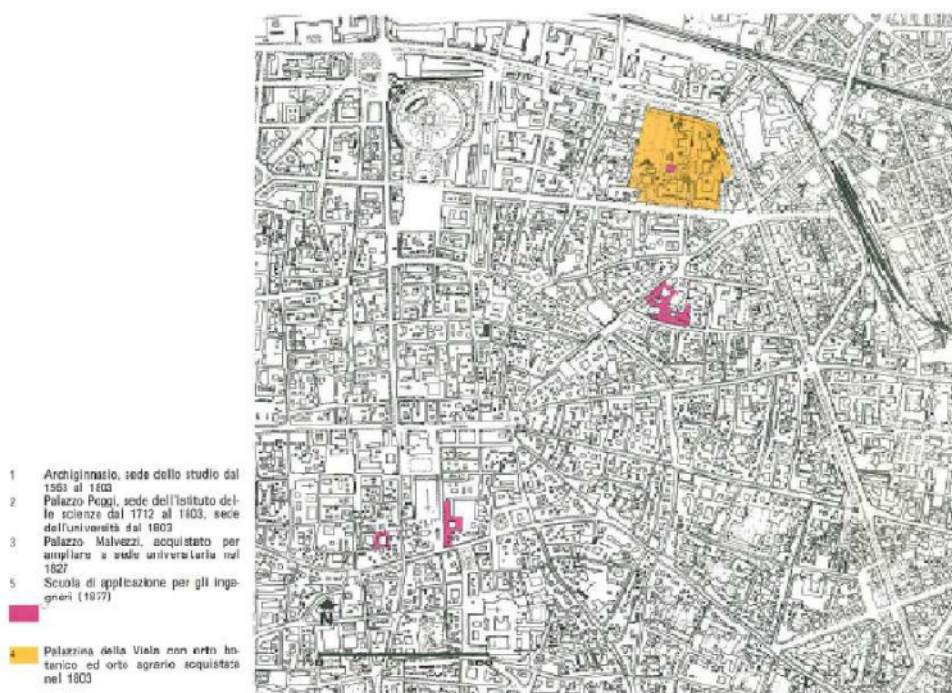 1 Archiginnasio, sede dello studio dal
1563 al 1803
2 Palazzo Poggi, sede dell'Istituto del-
le scienze dal 1712 al 1803, sede
dell'università dal 1803
3 Palazzo Malvezzi, acquistato per
ampliare la sede universitaria nel
1827
5 Scuola di applicazione per gli inge-
gneri (1877)
4 Palazzina della Viola con orto bo-
tanico ed orto agrario acquistata
nel 1803
N